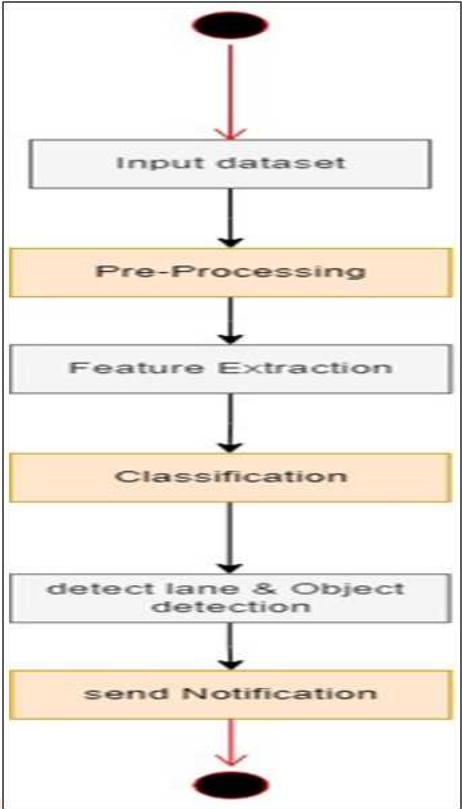 Input dataset
Pre-Processing
Feature Extraction
Classification
detect lane & Object
detection
send Notification